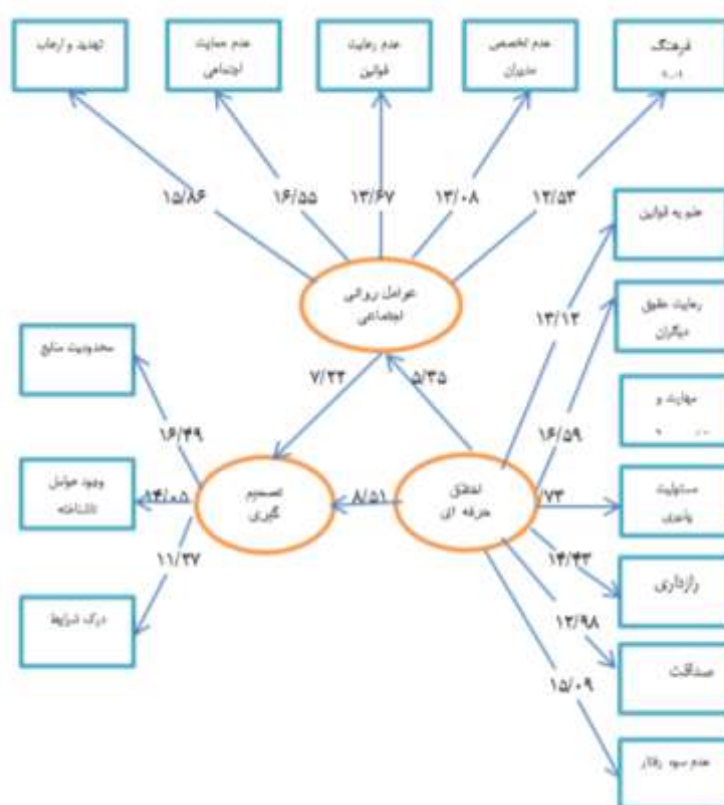 تهدید و ارعاب
عدم حمایت
اجتماعی
عدم رعایت
قوانین
عدم تخصص
مدیران
فرهنگ
۱۵/۸۶
۱۶/۵۵
۱۳/۶۷
۱۳/۰۸
۱۲/۵۳
علم به قوانین
عوامل روانی
اجتماعی
رعایت حقوق
دیگران
۱۳/۱۲
محدودیت منابع
۷/۲۴
۵/۳۵
مهارت و
۱۶/۴۹
۱۶/۵۹
وجود عوامل
ناشناخته
۱۴/۰۵
تصمیم
گیری
۸/۵۱
اخلاق
حرفه ای
/۷۳
مسئولیت
۱۱/۲۷
۱۴/۴۳
رازداری
درک شرایط
۱۲/۹۸
صداقت
۱۵/۰۹
عدم سوء رفتار